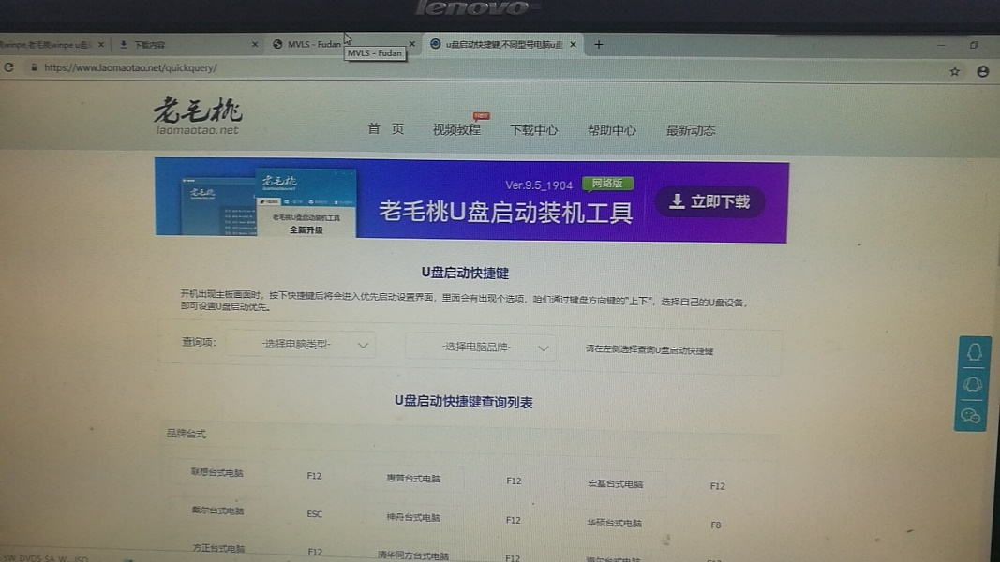 lenovo
winpe,老毛桃winpe u盘
下载内容
MVLS - Fudan
u盘启动快捷键,不同型号电脑u盘
MVLS - Fudan
https://www.laomaotao.net/quickquery/
老毛桃
laomaotao.net
首 页
视频教程
下载中心
帮助中心
最新动态
老毛桃
老毛桃
老毛桃U盘启动装机工具
全新升级
Ver.9.5_1904
网络版
老毛桃U盘启动装机工具
立即下载
U盘启动快捷键
开机出现主板画面时，按下快捷键后将会进入优先启动设置界面，里面会有出现个选项，咱们通过键盘方向键的“上下”，选择自己的U盘设备，
即可设置U盘启动优先。
查询项:
-选择电脑类型-
-选择电脑品牌-
请在左侧选择查询U盘启动快捷键
U盘启动快捷键查询列表
品牌台式
联想台式电脑 F12 惠普台式电脑 F12 宏基台式电脑 F12
戴尔台式电脑 ESC 神舟台式电脑 F12 华硕台式电脑 F8
方正台式电脑 F12 清华同方台式电脑 F12 海尔台式电脑 F12